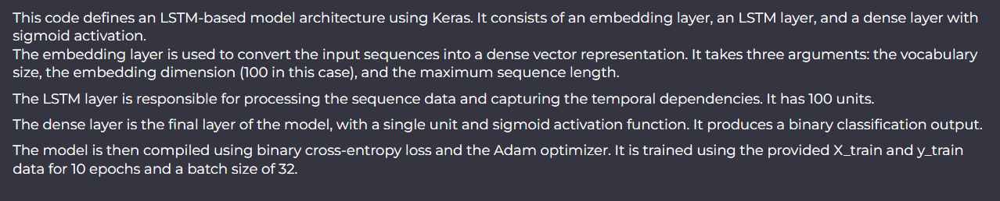 This code defines an LSTM-based model architecture using Keras. It consists of an embedding layer, an LSTM layer, and a dense layer with
sigmoid activation.
The embedding layer is used to convert the input sequences into a dense vector representation. It takes three arguments: the vocabulary
size, the embedding dimension (100 in this case), and the maximum sequence length.
The LSTM layer is responsible for processing the sequence data and capturing the temporal dependencies. It has 100 units.
The dense layer is the final layer of the model, with a single unit and sigmoid activation function. It produces a binary classification output.
The model is then compiled using binary cross-entropy loss and the Adam optimizer. It is trained using the provided X_train and y_train
data for 10 epochs and a batch size of 32.